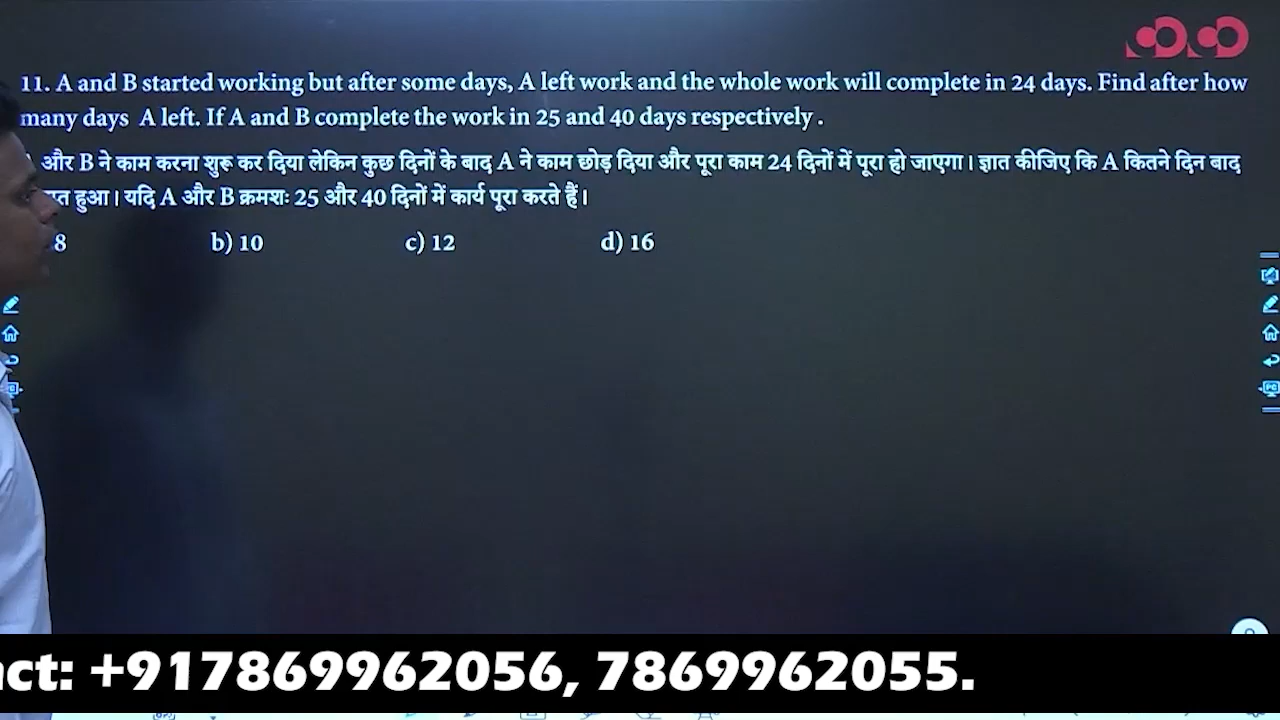 11. A and B started working but after some days, A left work and the whole work will complete in 24 days. Find after how
many days A left. If A and B complete the work in 25 and 40 days respectively .
और B ने काम करना शुरू कर दिया लेकिन कुछ दिनों के बाद A ने काम छोड़ दिया और पूरा काम 24 दिनों में पूरा हो जाएगा। ज्ञात कीजिए कि A कितने दिन बाद
हुआ। यदि A और B क्रमशः 25 और 40 दिनों में कार्य पूरा करते हैं।
8 b) 10 c) 12 d) 16
act: +917869962056, 7869962055.